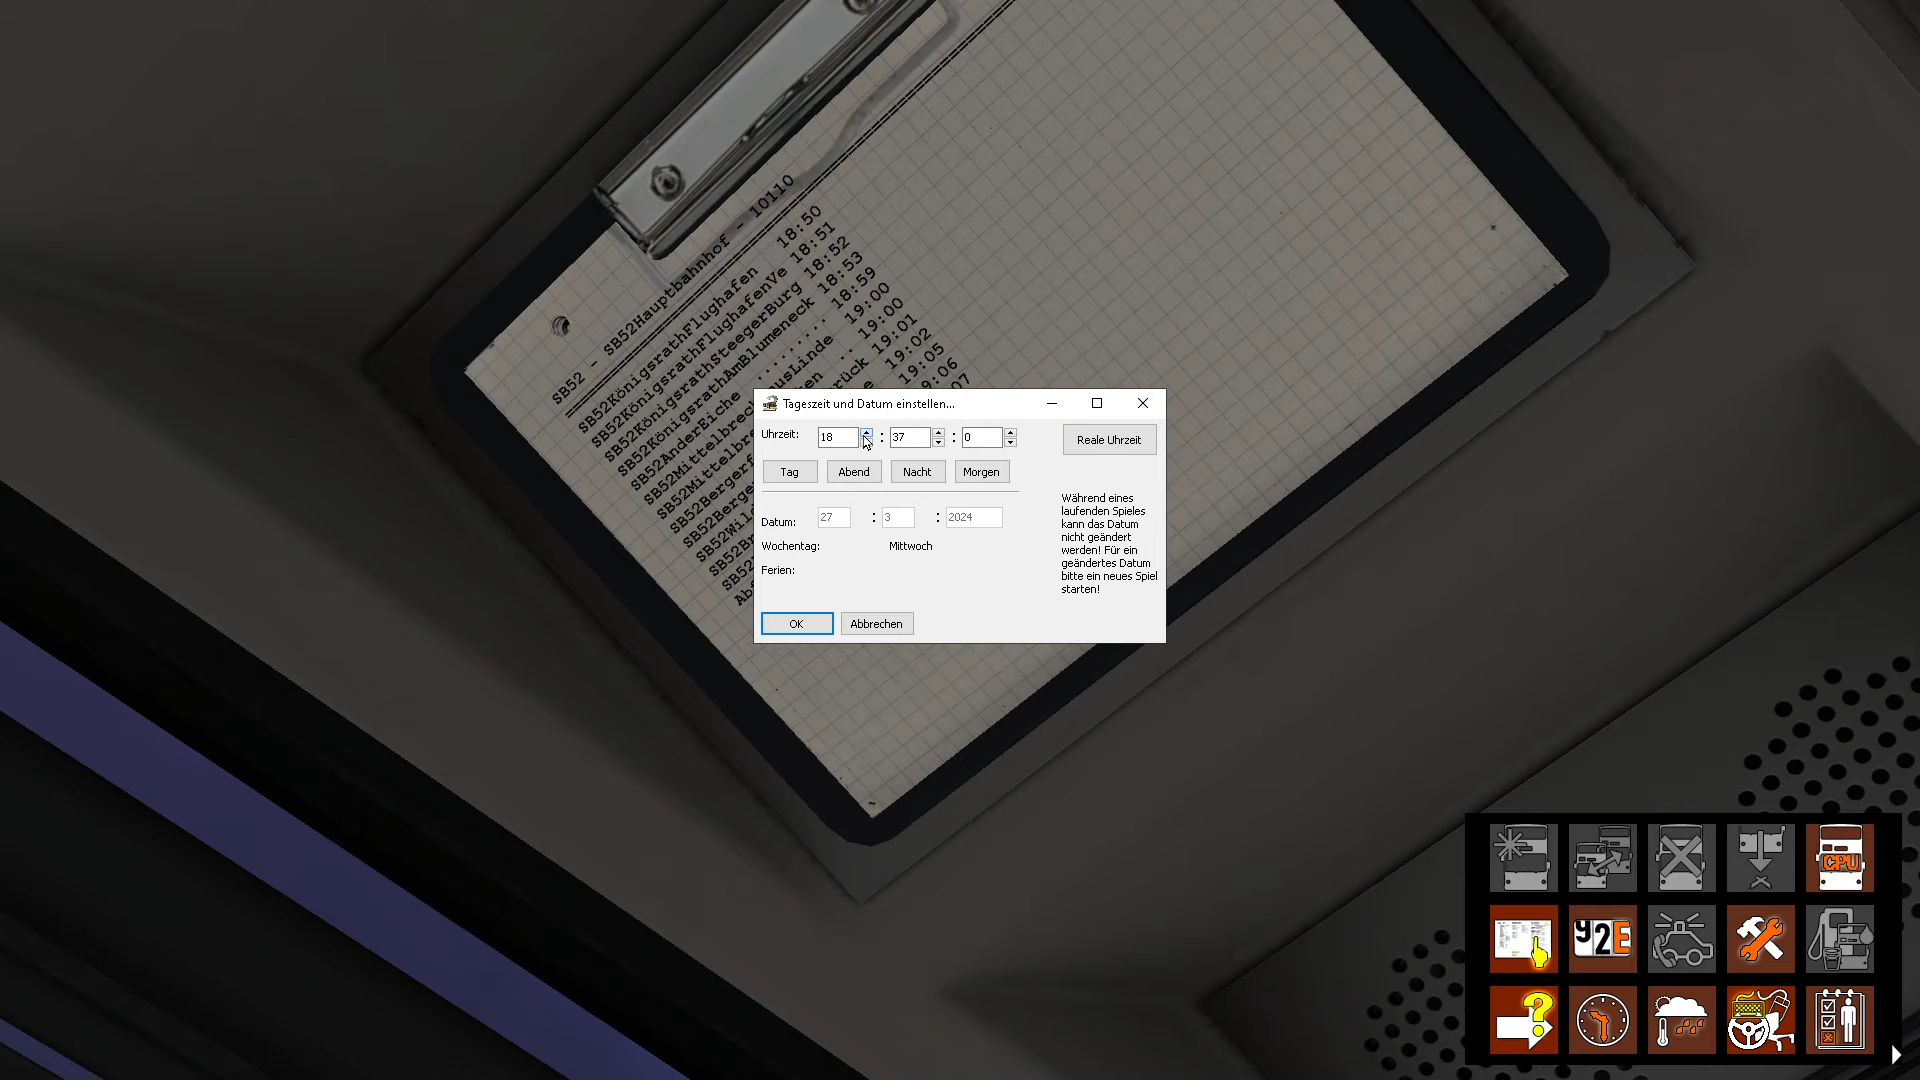 SB52 - SB52Hauptbahnhof - 10110
SB52KönigsrathFlughafen 18:50
SB52KönigsrathFlughafenVe 18:51
SB52KönigsrathSteegerBurg 18:52
SB52KönigsrathAmBlumeneck 18:53
SB52AnderEiche ........ 18:59
19:00
19:00
19:01
19:02
19:05
Tageszeit und Datum einstellen...
Uhrzeit: 18 : 37 : 0
Reale Uhrzeit
Tag Abend Nacht Morgen
Datum: 27 : 3 : 2024
Wochentag: Mittwoch
Ferien:
Während eines
laufenden Spieles
kann das Datum
nicht geändert
werden! Für ein
geändertes Datum
bitte ein neues Spiel
starten!
OK Abbrechen
CPU
92E